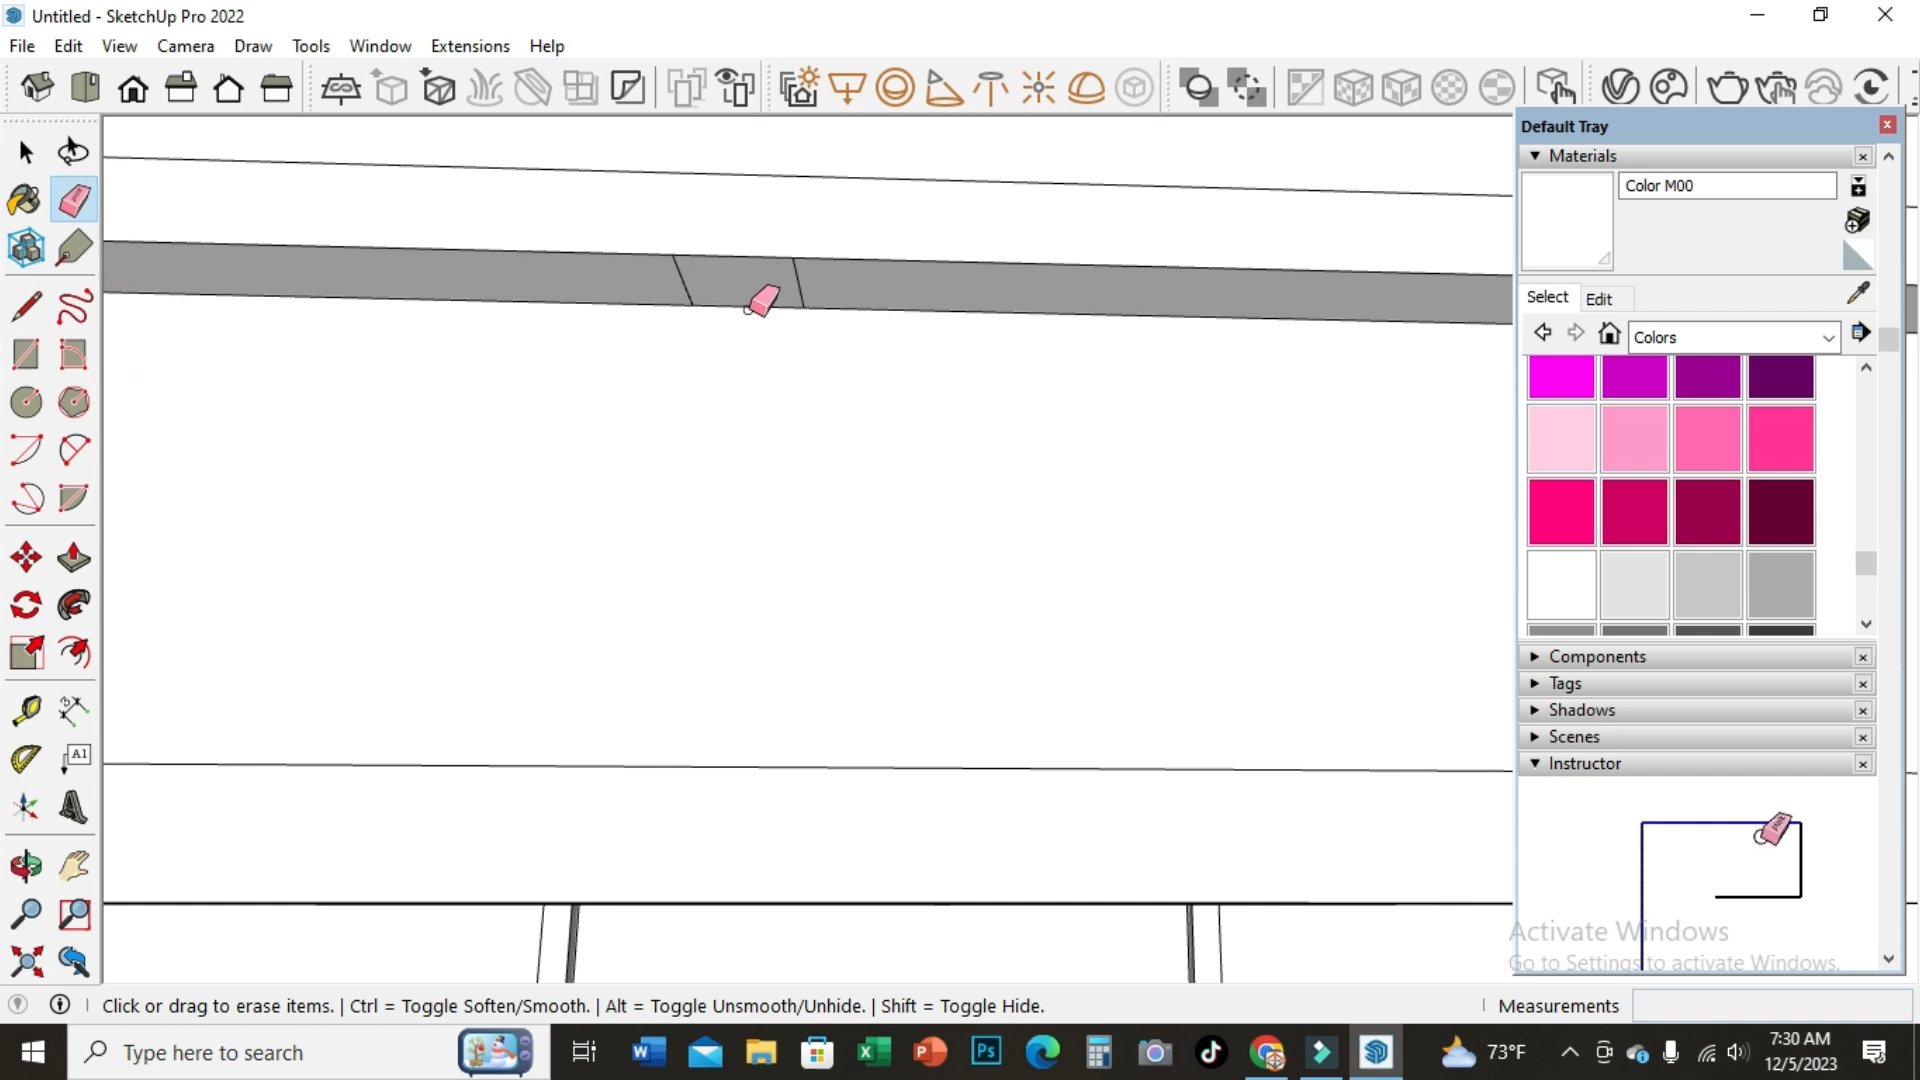 Untitled - SketchUp Pro 2022
File Edit View Camera Draw Tools Window Extensions Help
Default Tray
Materials
Color M00
Select Edit
Colors
Components
Tags
Shadows
Scenes
Instructor
A1
Activate Windows
Go to Settings to activate Windows.
Click or drag to erase items. | Ctrl = Toggle Soften/Smooth. | Alt = Toggle Unsmooth/Unhide. | Shift = Toggle Hide.
Measurements
Type here to search
Ps
73°F
7:30 AM
12/5/2023